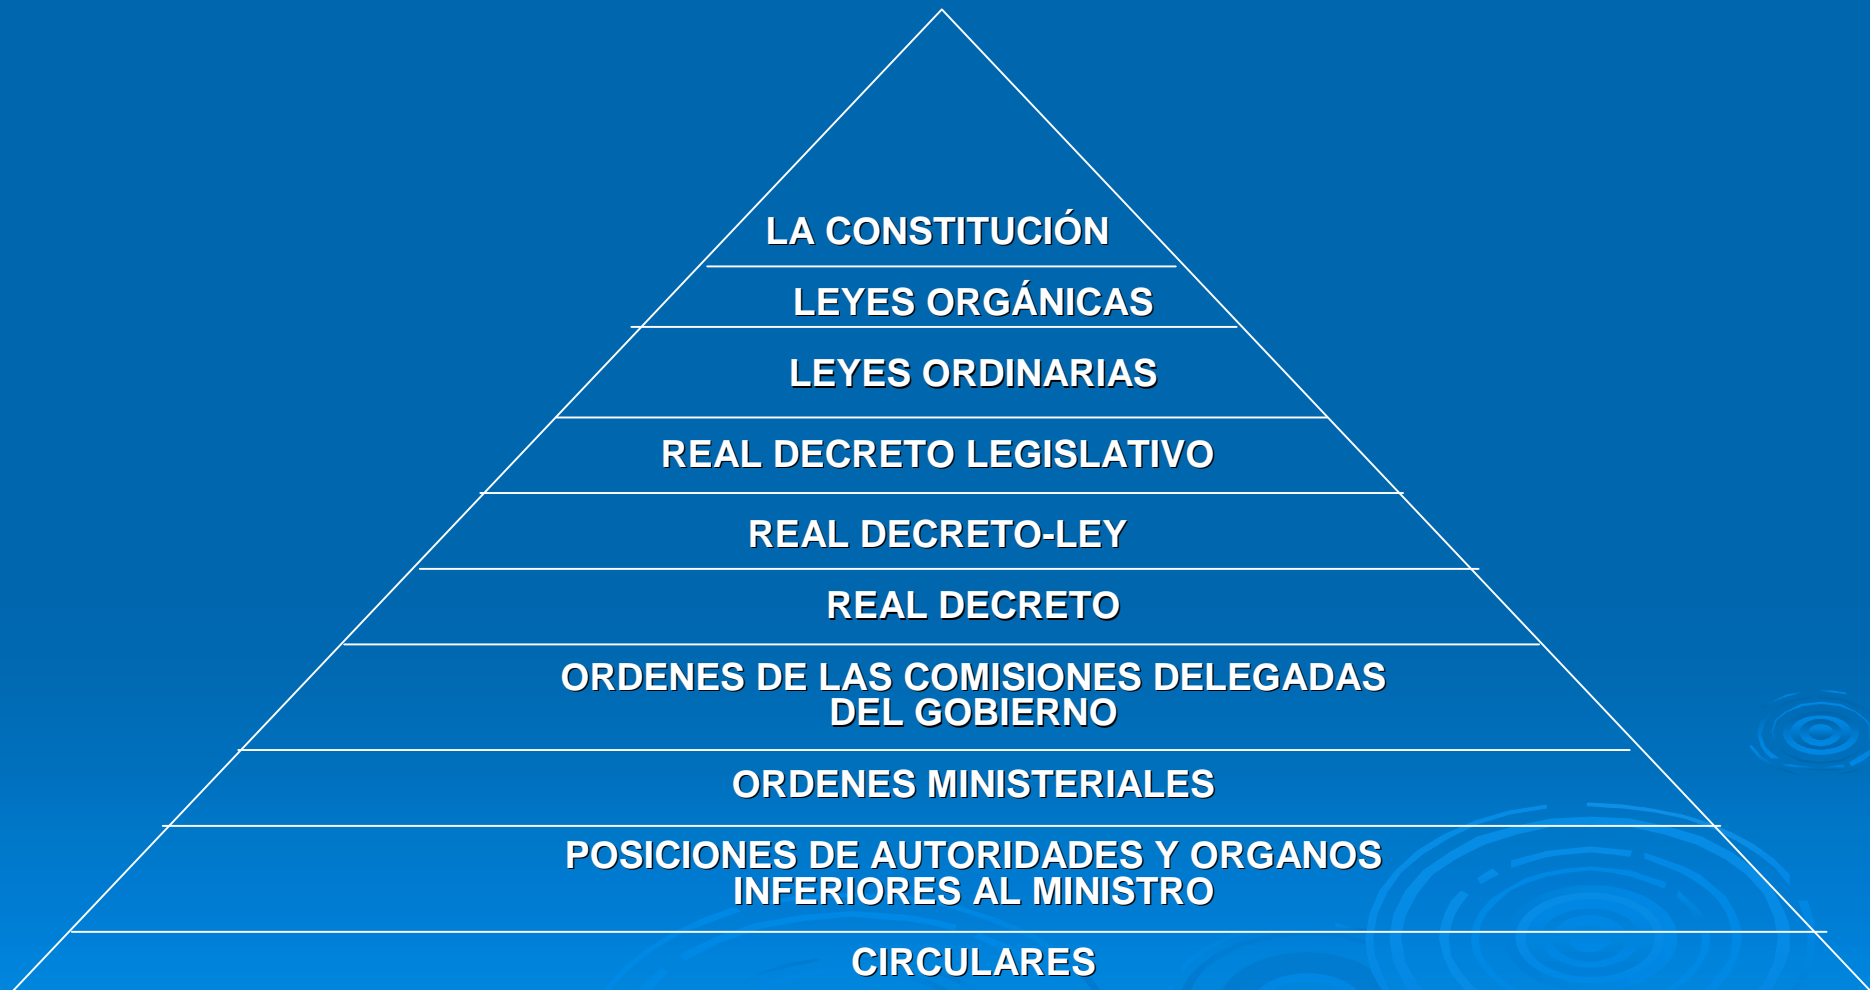 LA CONSTITUCIÓN
LEYES ORGÁNICAS
LEYES ORDINARIAS
REAL DECRETO LEGISLATIVO
REAL DECRETO-LEY
REAL DECRETO
ORDENES DE LAS COMISIONES DELEGADAS
DEL GOBIERNO
ORDENES MINISTERIALES
POSICIONES DE AUTORIDADES Y ORGANOS
INFERIORES AL MINISTRO
CIRCULARES